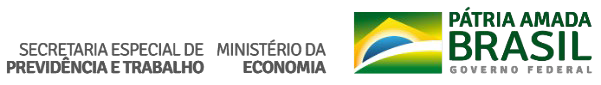 SECRETARIA ESPECIAL DE
PREVIDÊNCIA E TRABALHO
MINISTÉRIO DA
ECONOMIA
PÁTRIA AMADA
BRASIL
GOVERNO FEDERAL